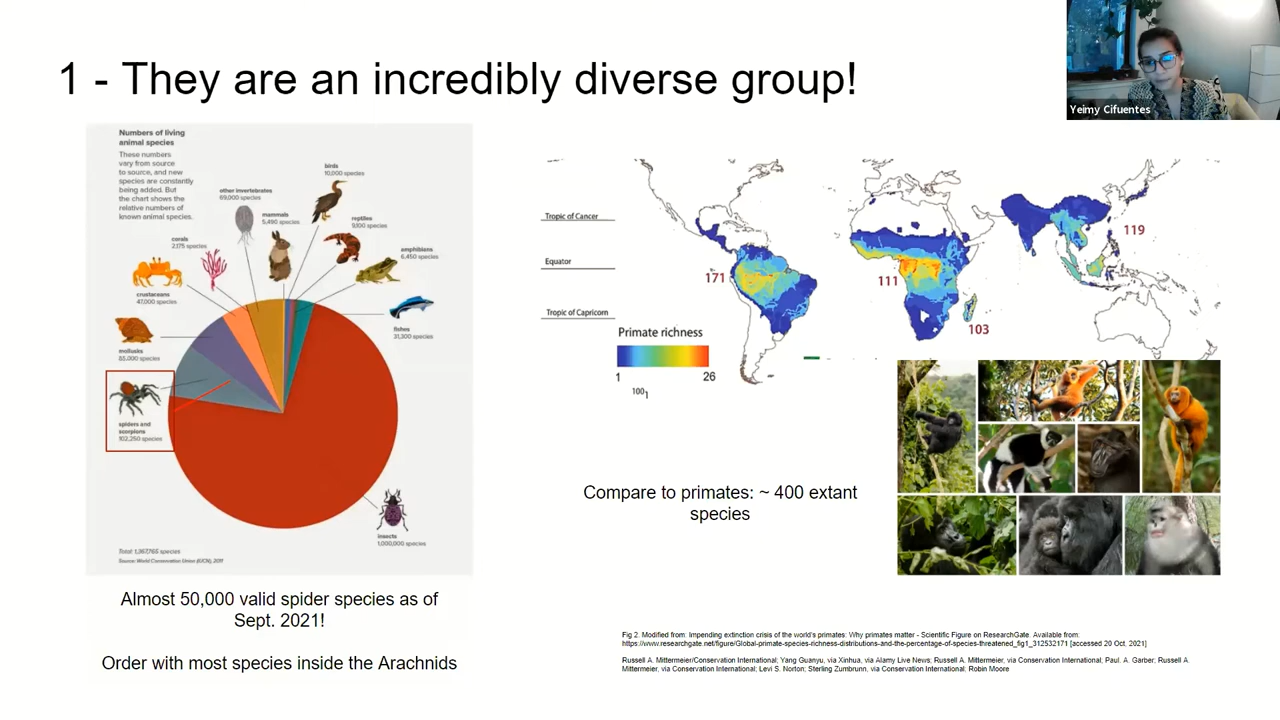 1 - They are an incredibly diverse group!
Yeimy Cifuentes
Numbers of living
animal species
These numbers
vary from source
to source, and new
species are constantly
being added. But
the chart shows the
relative numbers of
known animal species.
birds
10,000 species
other invertebrates
69,000 species
mammals
5,490 species
reptiles
9,100 species
corals
2,175 species
amphibians
6,450 species
crustaceans
47,000 species
fishes
31,300 species
mollusks
85,000 species
spiders and
scorpions
102,250 species
insects
1,000,000 species
Total: 1,367,765 species
Source: World Conservation Union (IUCN), 2011
Almost 50,000 valid spider species as of
Sept. 2021!
Order with most species inside the Arachnids
Tropic of Cancer
Equator
Tropic of Capricorn
171
111
103
119
Primate richness
1
26
100
1
Compare to primates: ~ 400 extant
species
Fig 2. Modified from: Impending extinction crisis of the world's primates: Why primates matter - Scientific Figure on ResearchGate. Available from:
https://www.researchgate.net/figure/Global-primate-species-richness-distributions-and-the-percentage-of-species-threatened_fig1_312532171 [accessed 20 Oct, 2021]
Russell A. Mittermeier/Conservation International; Yang Guanyu, via Xinhua, via Alamy Live News; Russell A. Mittermeier, via Conservation International; Paul. A. Garber; Russell A.
Mittermeier, via Conservation International; Levi S. Norton; Sterling Zumbrunn, via Conservation International; Robin Moore